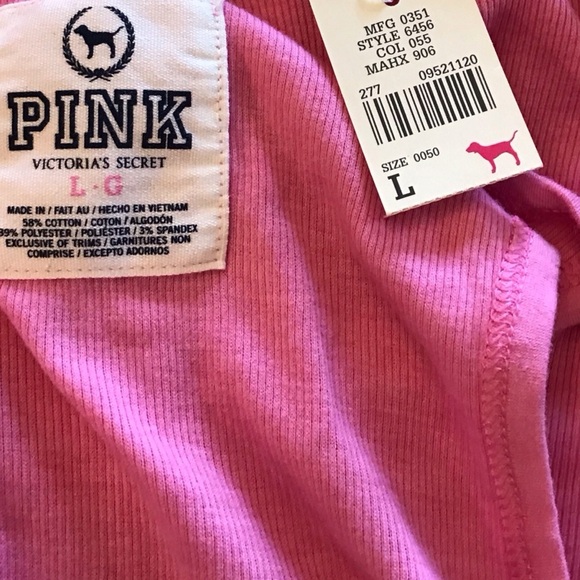 PINK
VICTORIA'S SECRET
L·G
MADE IN / FAIT AU / HECHO EN VIETNAM
58% COTTON / COTON / ALGODÓN
39% POLYESTER / POLIÉSTER / 3% SPANDEX
EXCLUSIVE OF TRIMS / GARNITURES NON
COMPRISE / EXCEPTO ADORNOS
MFG 0351
STYLE 6456
COL 055
MAHX 906
277 09521120
SIZE 0050
L